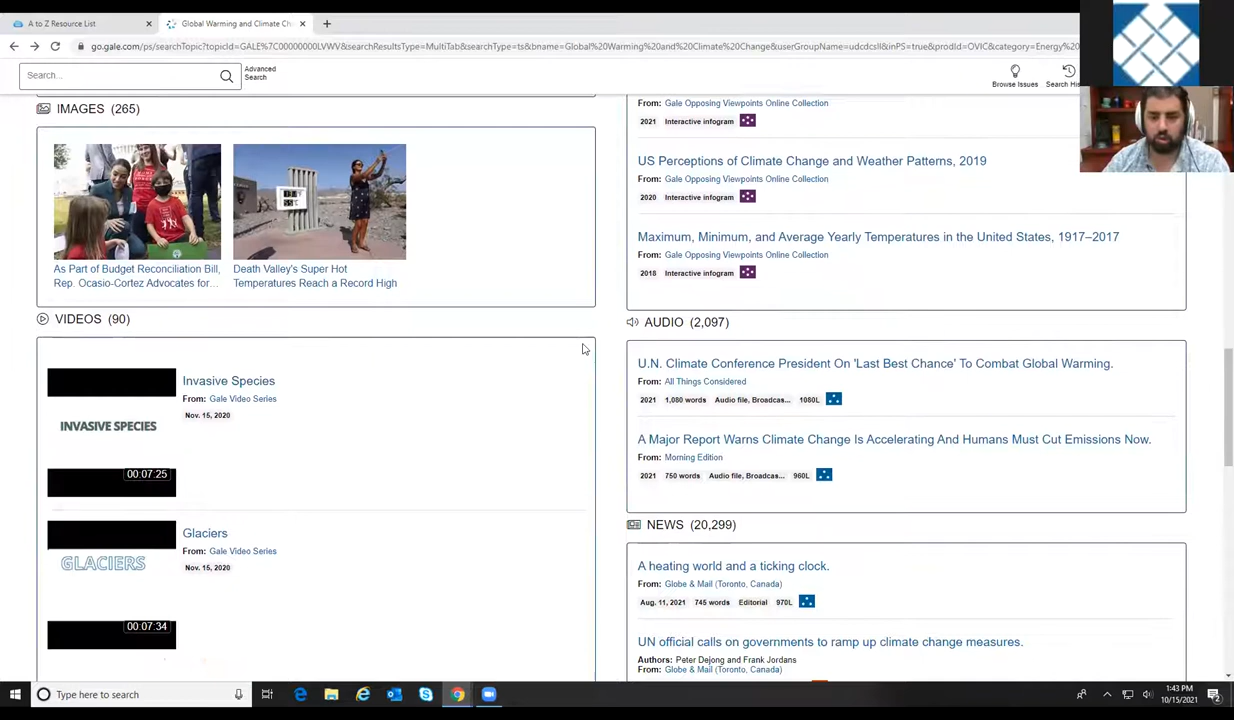 A to Z Resource List
Global Warming and Climate Ch
go.gale.com/ps/searchTopic?topicId=GALE%7C00000000LVWV&searchResultsType=MultiTab&searchType=ts&bname=Global%20Warming%20and%20Climate%20Change&userGroupName=udcdcsll&inPS=true&prodId=OVIC&category=Energy%20
Search...
Advanced
Search
Browse Issues
Search His
IMAGES (265)
As Part of Budget Reconciliation Bill,
Rep. Ocasio-Cortez Advocates for...
Death Valley's Super Hot
Temperatures Reach a Record High
VIDEOS (90)
Invasive Species
From: Gale Video Series
Nov. 15, 2020
INVASIVE SPECIES
00:07:25
Glaciers
From: Gale Video Series
Nov. 15, 2020
GLACIERS
00:07:34
From: Gale Opposing Viewpoints Online Collection
2021 Interactive infogram
US Perceptions of Climate Change and Weather Patterns, 2019
From: Gale Opposing Viewpoints Online Collection
2020 Interactive infogram
Maximum, Minimum, and Average Yearly Temperatures in the United States, 1917–2017
From: Gale Opposing Viewpoints Online Collection
2018 Interactive infogram
AUDIO (2,097)
U.N. Climate Conference President On 'Last Best Chance' To Combat Global Warming.
From: All Things Considered
2021 1,080 words Audio file, Broadcas... 1080L
A Major Report Warns Climate Change Is Accelerating And Humans Must Cut Emissions Now.
From: Morning Edition
2021 750 words Audio file, Broadcas... 960L
NEWS (20,299)
A heating world and a ticking clock.
From: Globe & Mail (Toronto, Canada)
Aug. 11, 2021 745 words Editorial 970L
UN official calls on governments to ramp up climate change measures.
Authors: Peter Dejong and Frank Jordans
From: Globe & Mail (Toronto, Canada)
Type here to search
1:43 PM
10/15/2021
2